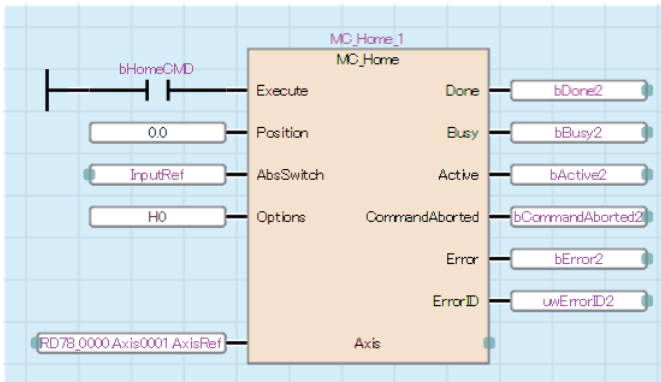 MC_Home_1
MC_Home
bHomeCMD
Execute Done bDone2
0.0 Position Busy bBusy2
InputRef AbsSwitch Active bActive2
H0 Options CommandAborted bCommandAborted2
Error bError2
ErrorID uwErrorID2
RD78_0000.Axis0001.AxisRef Axis